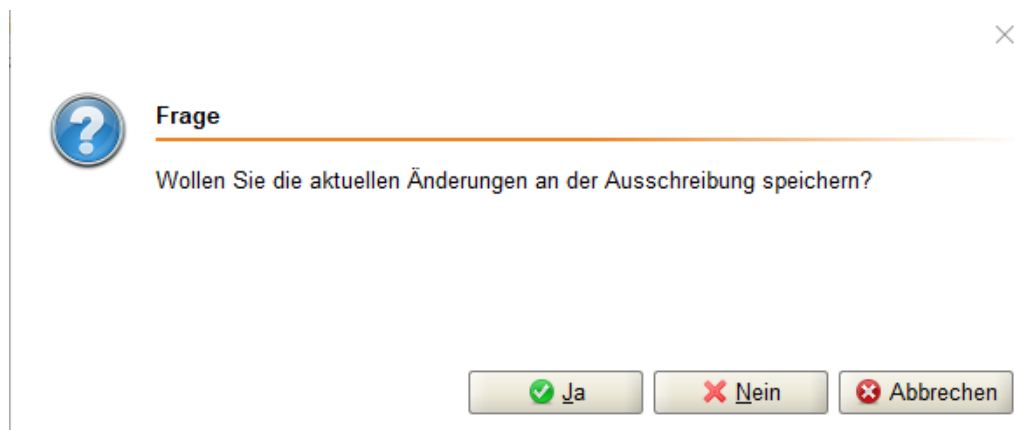 Frage
Wollen Sie die aktuellen Änderungen an der Ausschreibung speichern?
Ja Nein Abbrechen